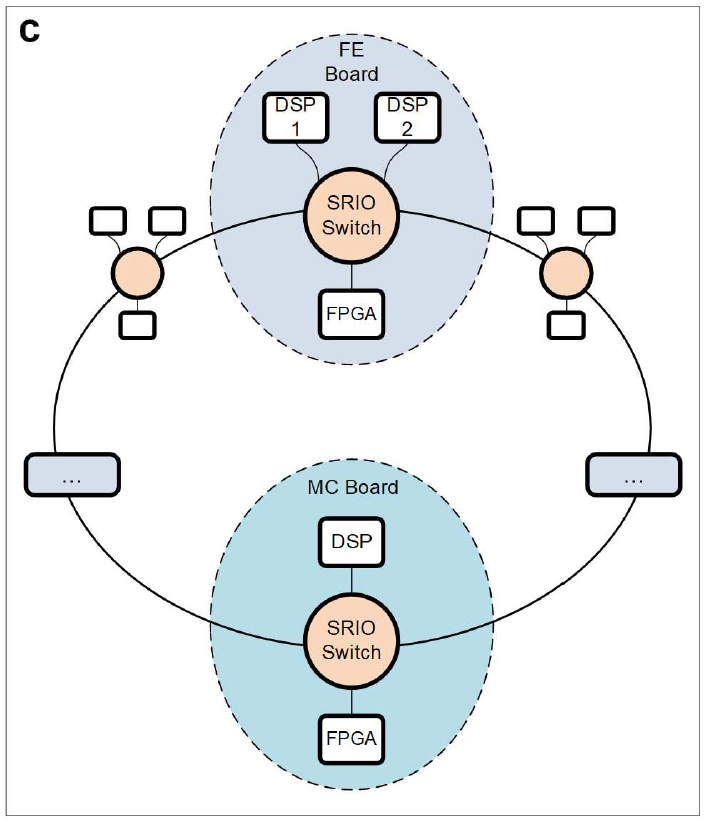 c
FE
Board
DSP
1
DSP
2
SRIO
Switch
FPGA
...
...
MC Board
DSP
SRIO
Switch
FPGA